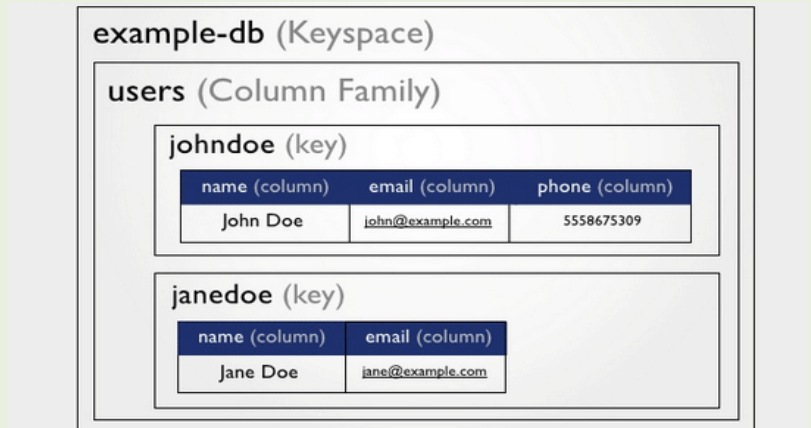 example-db (Keyspace)
users (Column Family)
johndoe (key)
name (column) email (column) phone (column)
John Doe john@example.com 5558675309
janedoe (key)
name (column) email (column)
Jane Doe jane@example.com